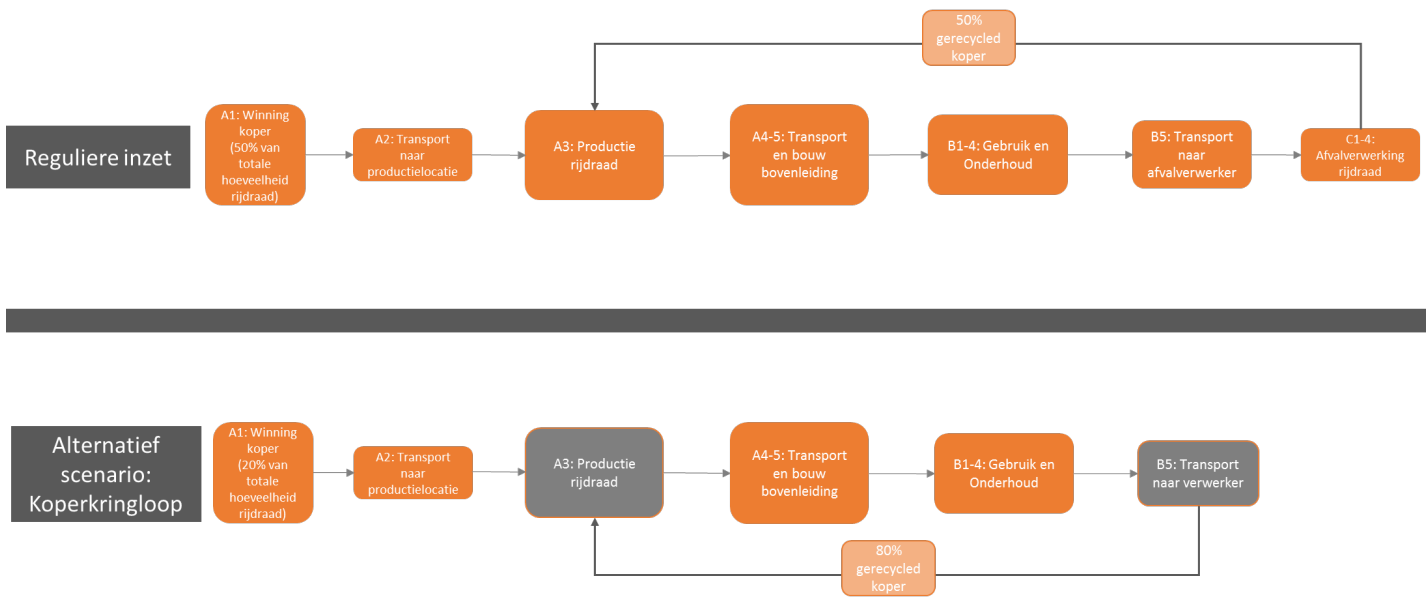 50%
gerecycled
koper
Reguliere inzet
A1: Winning
koper
(50% van
totale
hoeveelheid
rijdraad)
A2: Transport
naar
productielocatie
A3: Productie
rijdraad
A4-5: Transport
en bouw
bovenleiding
B1-4: Gebruik en
Onderhoud
B5: Transport
naar
afvalverwerker
C1-4:
Afvalverwerking
rijdraad
Alternatief
scenario:
Koperkringloop
A1: Winning
koper
(20% van
totale
hoeveelheid
rijdraad)
A2: Transport
naar
productielocatie
A3: Productie
rijdraad
A4-5: Transport
en bouw
bovenleiding
B1-4: Gebruik en
Onderhoud
B5: Transport
naar verwerker
80%
gerecycled
koper